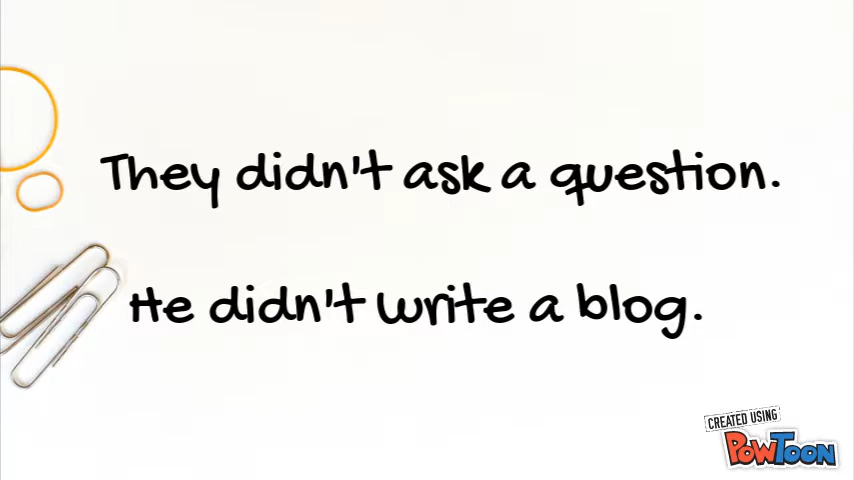 They didn't ask a question.
He didn't write a blog.
CREATED USING
POWTOON